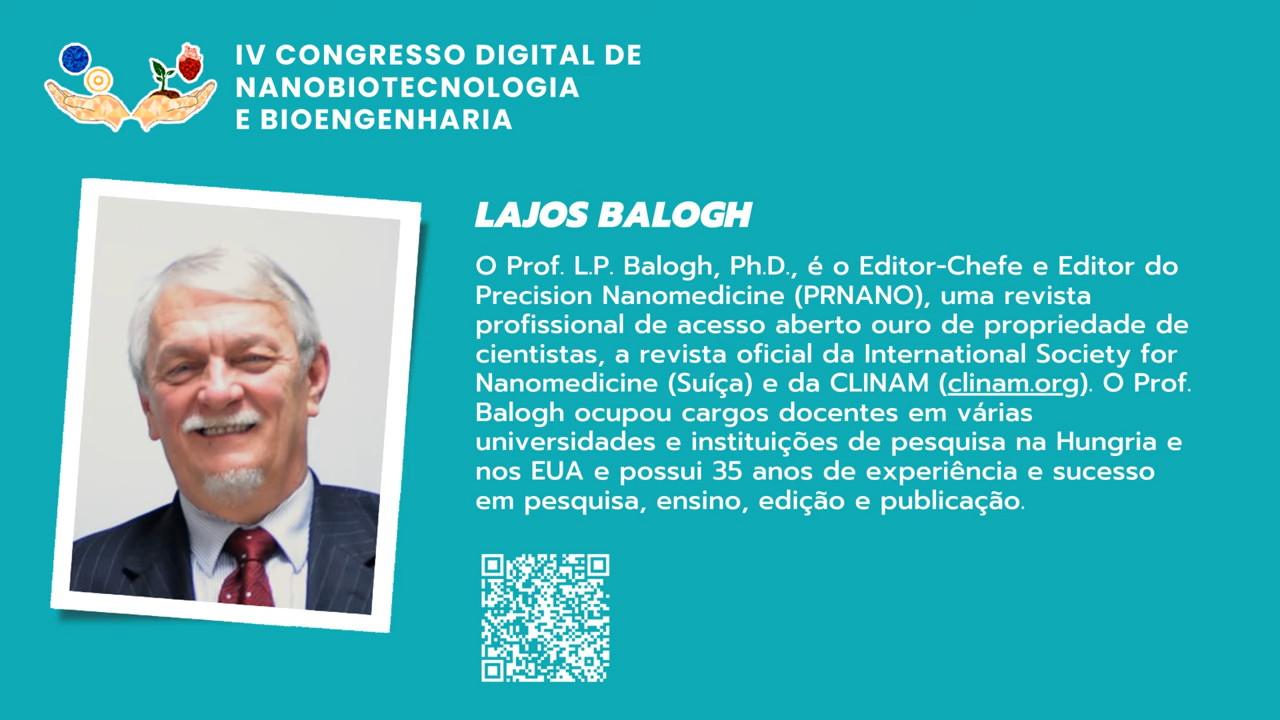 IV CONGRESSO DIGITAL DE
NANOBIOTECNOLOGIA
E BIOENGENHARIA
LAJOS BALOGH
O Prof. L.P. Balogh, Ph.D., é o Editor-Chefe e Editor do
Precision Nanomedicine (PRNANO), uma revista
profissional de acesso aberto ouro de propriedade de
cientistas, a revista oficial da International Society for
Nanomedicine (Suíça) e da CLINAM (clinam.org). O Prof.
Balogh ocupou cargos docentes em várias
universidades e instituições de pesquisa na Hungria e
nos EUA e possui 35 anos de experiência e sucesso
em pesquisa, ensino, edição e publicação.